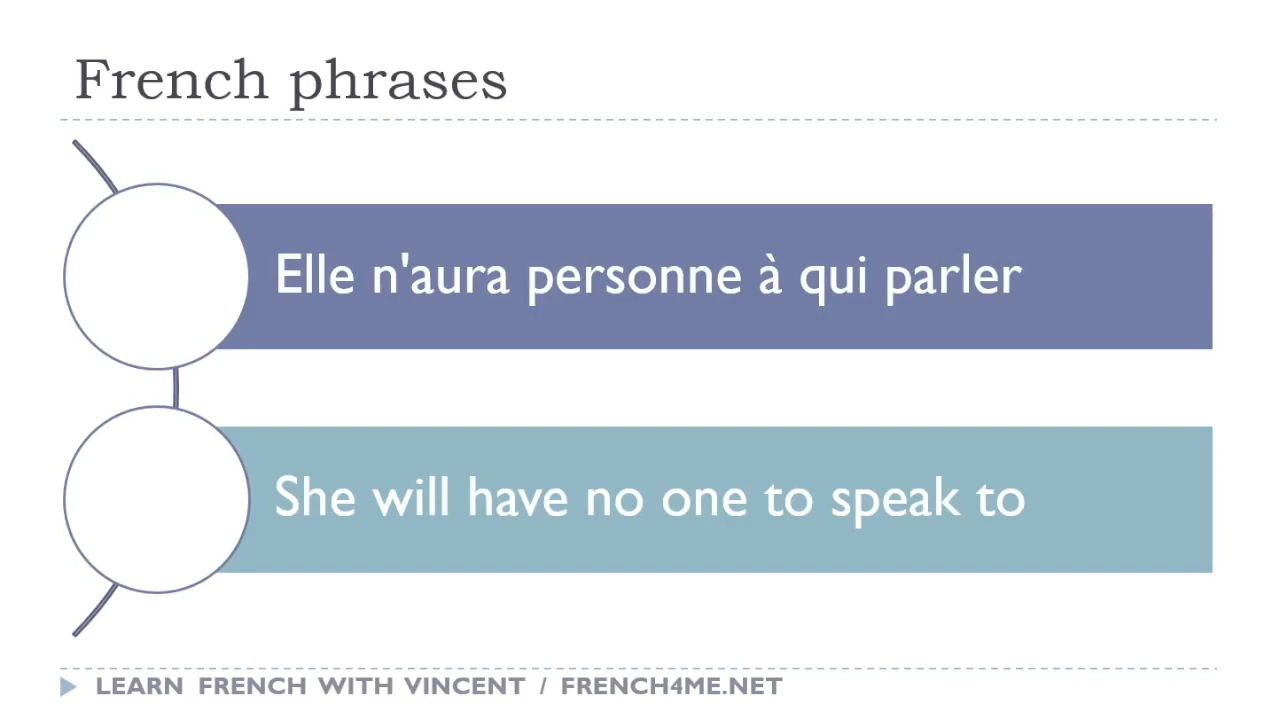 French phrases
Elle n'aura personne à qui parler
She will have no one to speak to
LEARN FRENCH WITH VINCENT / FRENCH4ME.NET